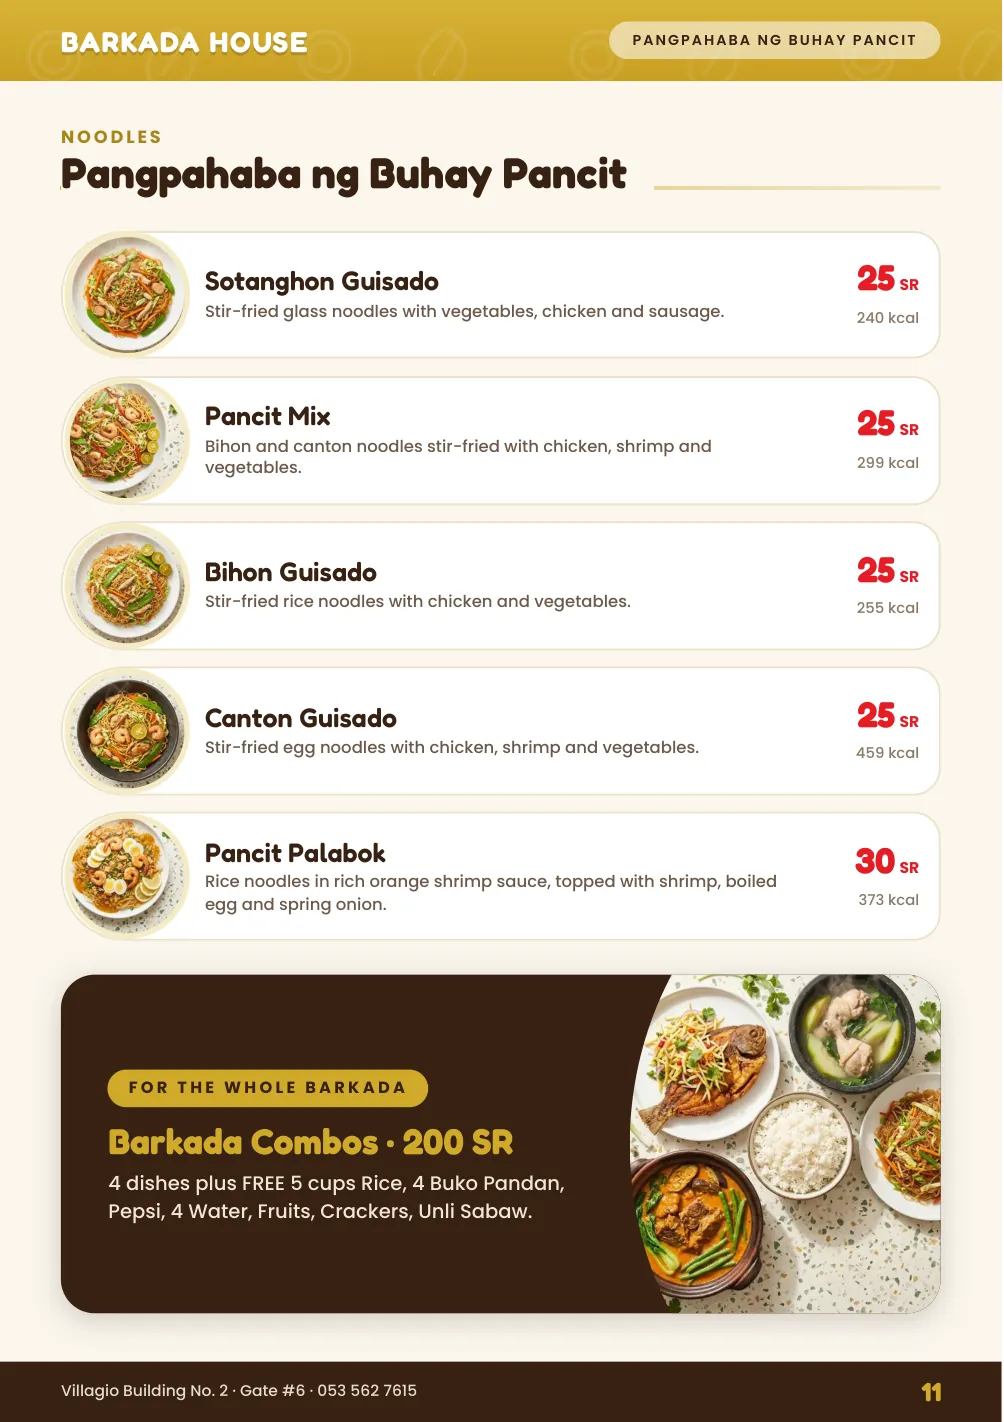 BARKADA HOUSE
PANGPAHABA NG BUHAY PANCIT
NOODLES
Pangpahaba ng Buhay Pancit
Sotanghon Guisado
Stir-fried glass noodles with vegetables, chicken and sausage.
25 SR
240 kcal
Pancit Mix
Bihon and canton noodles stir-fried with chicken, shrimp and
vegetables.
25 SR
299 kcal
Bihon Guisado
Stir-fried rice noodles with chicken and vegetables.
25 SR
255 kcal
Canton Guisado
Stir-fried egg noodles with chicken, shrimp and vegetables.
25 SR
459 kcal
Pancit Palabok
Rice noodles in rich orange shrimp sauce, topped with shrimp, boiled
egg and spring onion.
30 SR
373 kcal
FOR THE WHOLE BARKADA
Barkada Combos · 200 SR
4 dishes plus FREE 5 cups Rice, 4 Buko Pandan,
Pepsi, 4 Water, Fruits, Crackers, Unli Sabaw.
Villagio Building No. 2 · Gate #6 · 053 562 7615
11